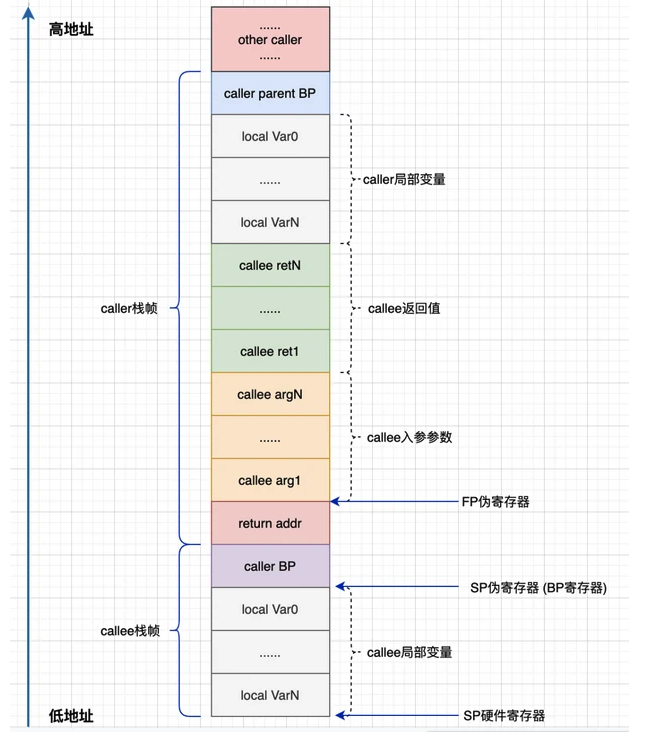 高地址
......
other caller
......
caller parent BP
local Var0
......
caller局部变量
local VarN
callee retN
caller栈帧
......
callee返回值
callee ret1
callee argN
......
callee入参参数
callee arg1
FP伪寄存器
return addr
caller BP
SP伪寄存器 (BP寄存器)
local Var0
callee栈帧
......
callee局部变量
local VarN
低地址
SP硬件寄存器